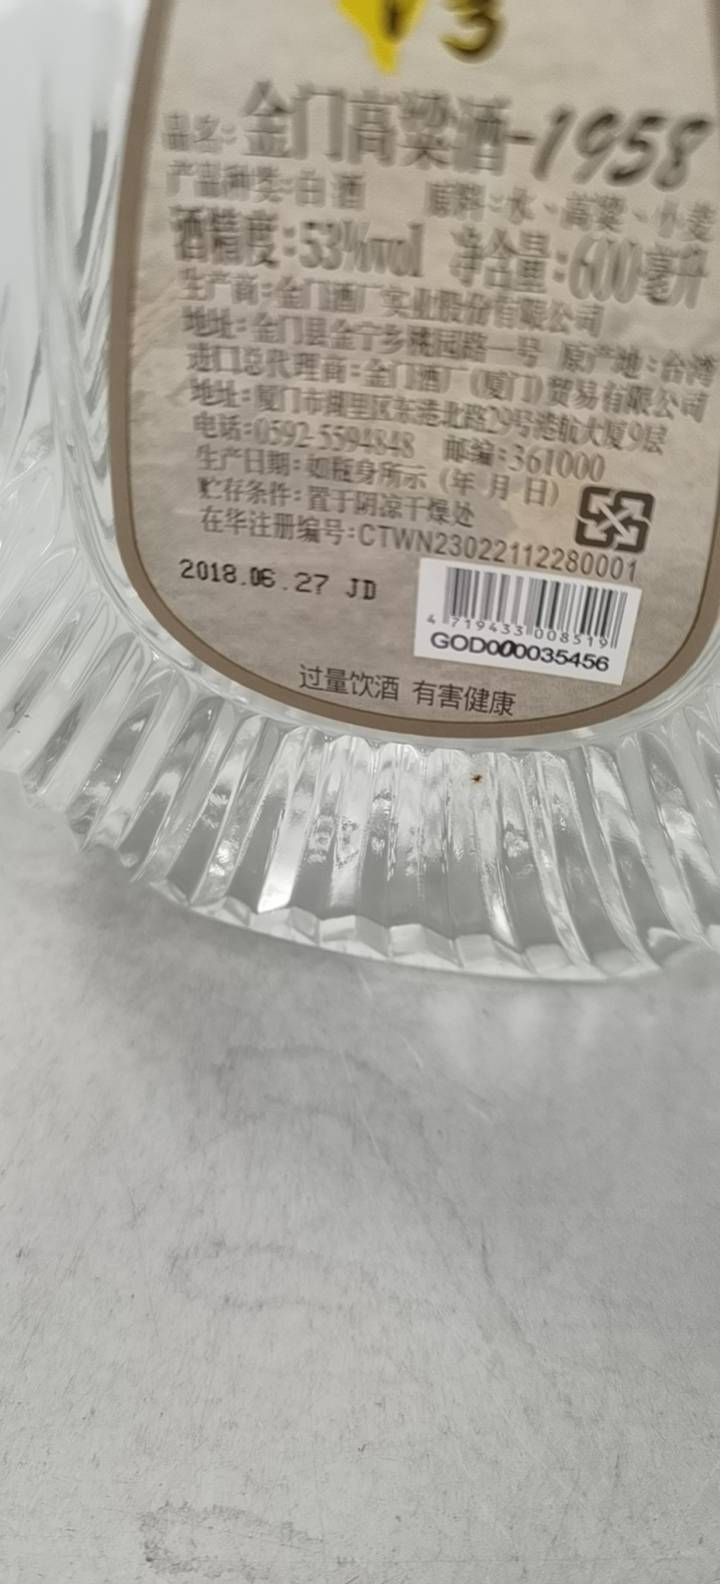 V3
品名:金门高粱酒-1958
产品种类:白酒 原料:水、高粱、小麦
酒精度:53%vol 净含量:600毫升
生产商:金门酒厂实业股份有限公司
地址:金门县金宁乡桃园路一号 原产地:台湾
进口总代理商:金门酒厂(厦门)贸易有限公司
地址:厦门市湖里区东港北路29号港航大厦9层
电话:0592-5594848 邮编:361000
生产日期:如瓶身所示(年 月 日)
贮存条件:置于阴凉干燥处
在华注册编号:CTWN23022112280001
2018.06.27 JD
4 719433 008519
GOD000035456
过量饮酒 有害健康